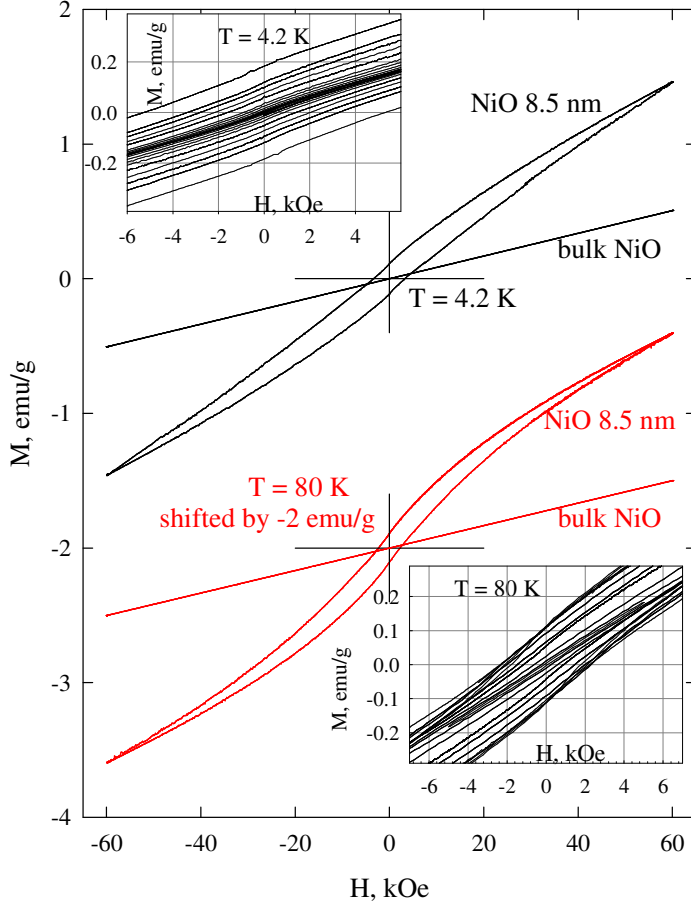 2
1
0
-1
-2
-3
-4
M, emu/g
-60
-40
-20
0
20
40
60
H, kOe
T = 4.2 K
M, emu/g
0.2
0.0
-0.2
H, kOe
-6
-4
-2
0
2
4
NiO 8.5 nm
bulk NiO
T = 4.2 K
NiO 8.5 nm
T = 80 K
shifted by -2 emu/g
bulk NiO
T = 80 K
M, emu/g
0.2
0.1
0.0
-0.1
-0.2
H, kOe
-6
-4
-2
0
2
4
6